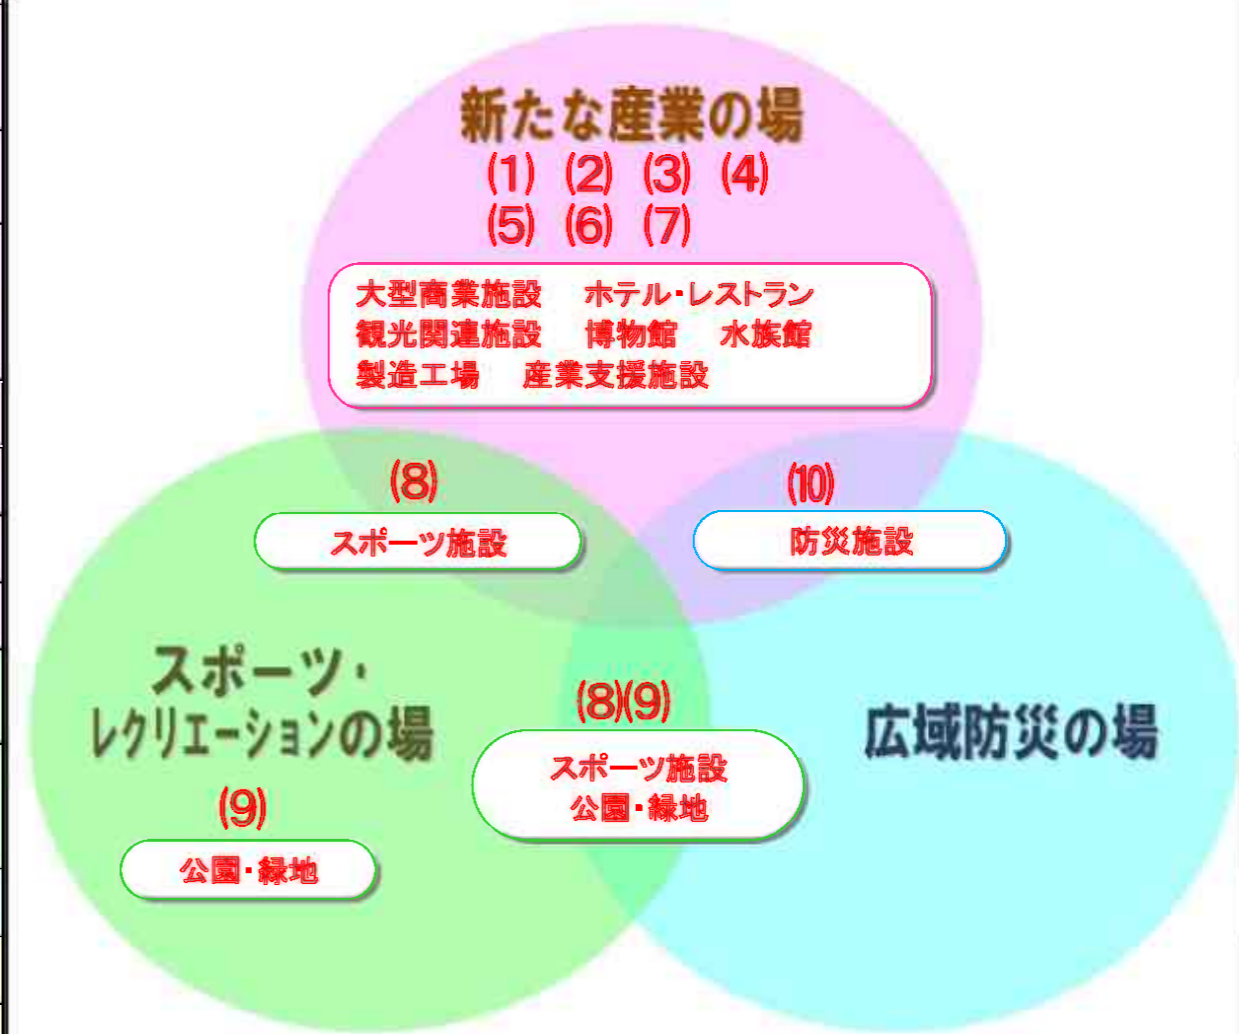 新たな産業の場
(1) (2) (3) (4)
(5) (6) (7)
大型商業施設 ホテル・レストラン
観光関連施設 博物館 水族館
製造工場 産業支援施設
(8)
スポーツ施設
(10)
防災施設
スポーツ・
レクリエーションの場
(9)
公園・緑地
(8)(9)
スポーツ施設
公園・緑地
広域防災の場